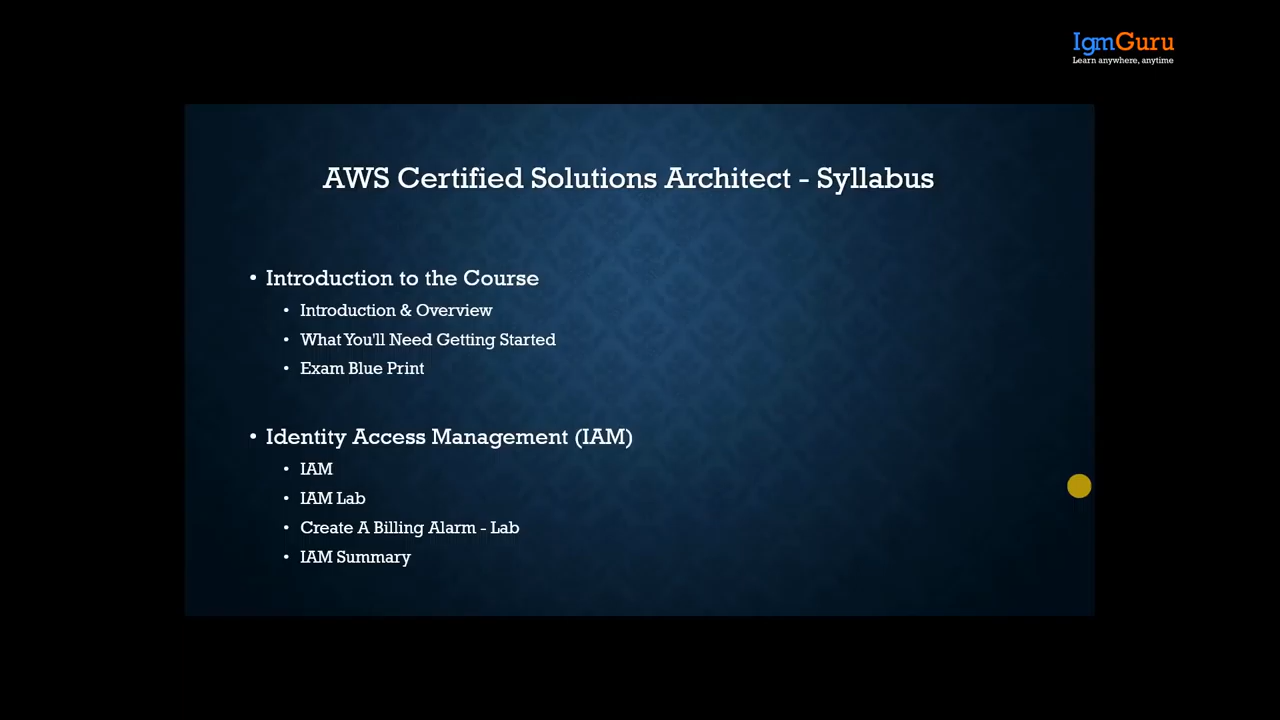 IgmGuru
Learn anywhere, anytime
AWS Certified Solutions Architect - Syllabus
• Introduction to the Course
• Introduction & Overview
• What You'll Need Getting Started
• Exam Blue Print
• Identity Access Management (IAM)
• IAM
• IAM Lab
• Create A Billing Alarm - Lab
• IAM Summary